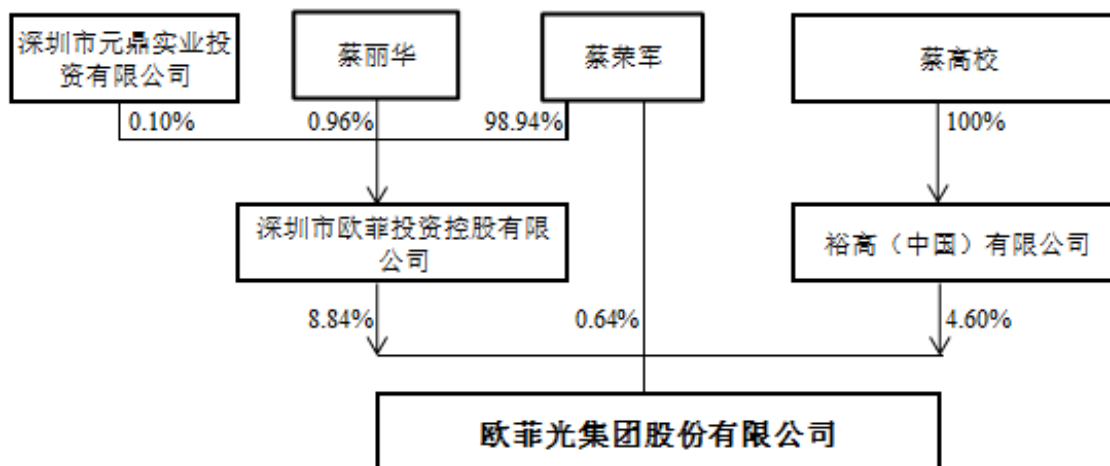 深圳市元鼎实业投
资有限公司
蔡丽华
蔡荣军
蔡高校
0.10%
0.96%
98.94%
100%
深圳市欧菲投资控股有限
公司
裕高（中国）有限公司
8.84%
0.64%
4.60%
欧菲光集团股份有限公司